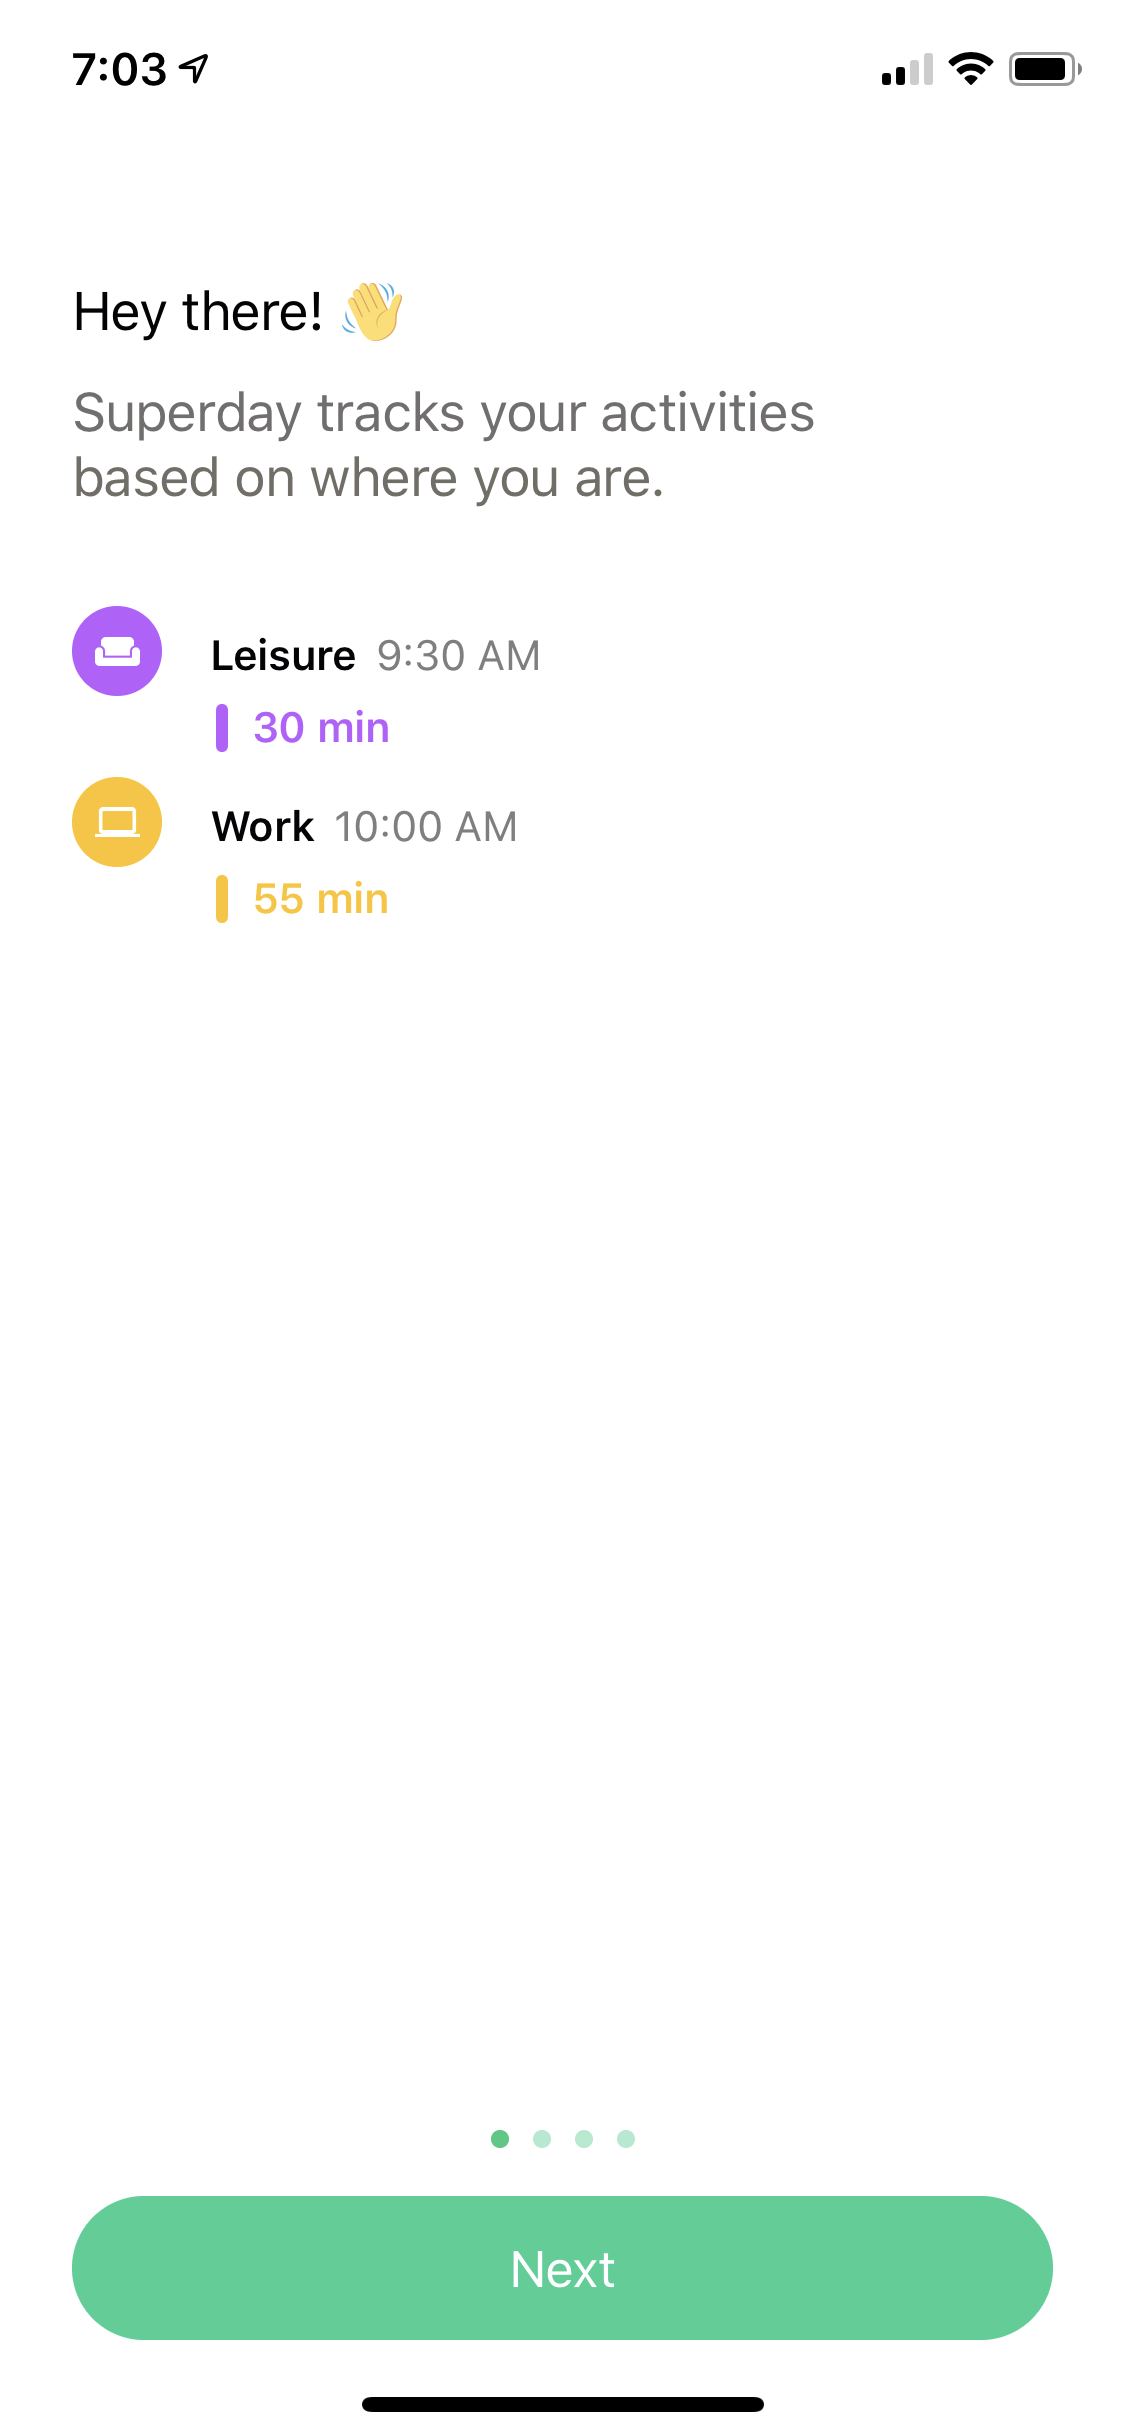 7:03
Hey there! 👋
Superday tracks your activities
based on where you are.
Leisure 9:30 AM
30 min
Work 10:00 AM
55 min
Next